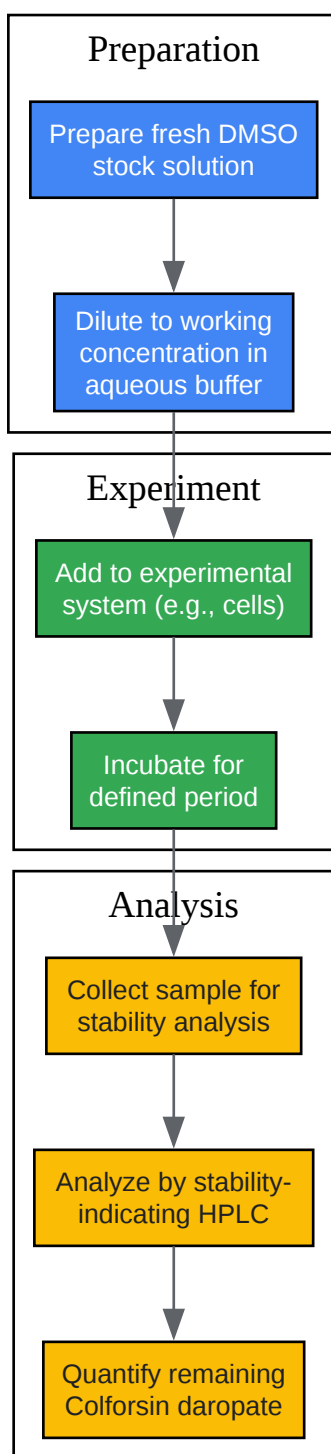 Preparation
Prepare fresh DMSO
stock solution
Dilute to working
concentration in
aqueous buffer
Experiment
Add to experimental
system (e.g., cells)
Incubate for
defined period
Analysis
Collect sample for
stability analysis
Analyze by stability-
indicating HPLC
Quantify remaining
Colforsin daropate